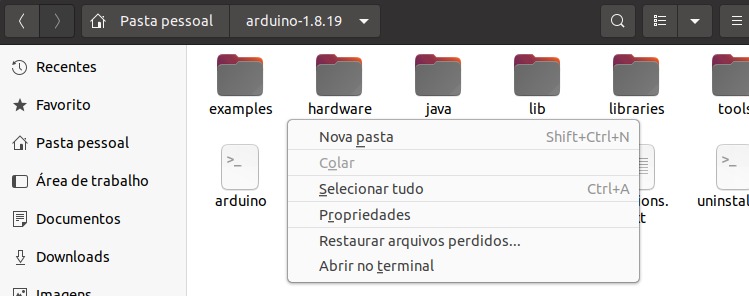 Pasta pessoal
arduino-1.8.19
Recentes
Favorito
Pasta pessoal
Área de trabalho
Documentos
Downloads
Imagens
examples
hardware
java
lib
libraries
tools
>_
arduino
Nova pasta Shift+Ctrl+N
Colar
Selecionar tudo Ctrl+A
Propriedades
Restaurar arquivos perdidos...
Abrir no terminal
>_